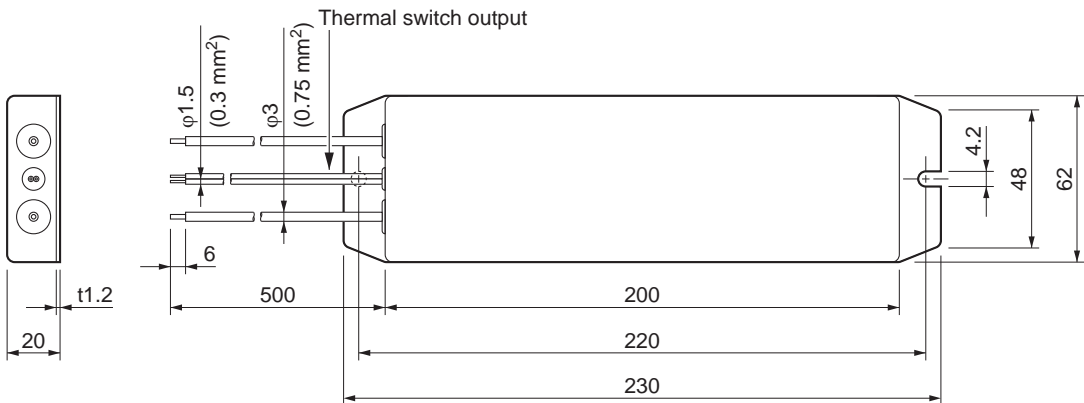 Thermal switch output
φ1.5
(0.3 mm²)
φ3
(0.75 mm²)
4.2
48
62
6
500
200
t1.2
20
220
230